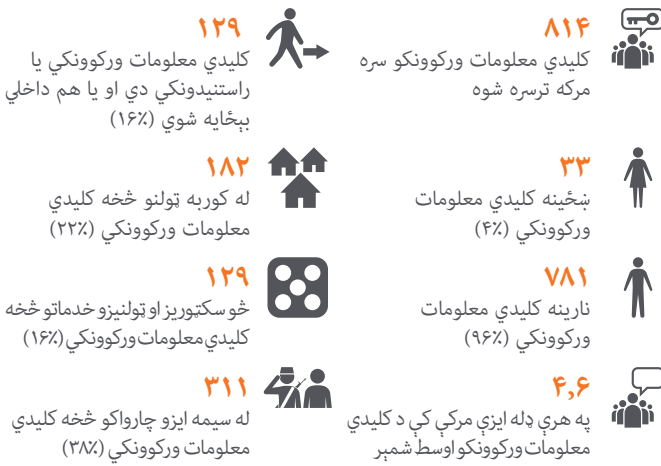 ۸۱۴
کلیدي معلومات ورکوونکو سره
مرکه ترسره شوه
۳۳
ښځینه کلیدي معلومات
ورکوونکي (۴٪)
۷۸۱
نارینه کلیدي معلومات
ورکوونکي (۹۶٪)
۴,۶
په هرې ډله ایزې مرکې کې د کلیدي
معلومات ورکوونکو اوسط شمېر
۱۲۹
کلیدي معلومات ورکوونکي یا
راستنیدونکي دي او یا هم داخلي
بېځایه شوي (۱۶٪)
۱۸۲
له کوربه ټولنو څخه کلیدي
معلومات ورکوونکي (۲۲٪)
۱۲۹
څو سکټوریز او ټولنیزو خدماتو څخه
کلیدي معلومات ورکوونکي (۱۶٪)
۳۱۱
له سیمه ایزو چارواکو څخه کلیدي
معلومات ورکوونکي (۳۸٪)